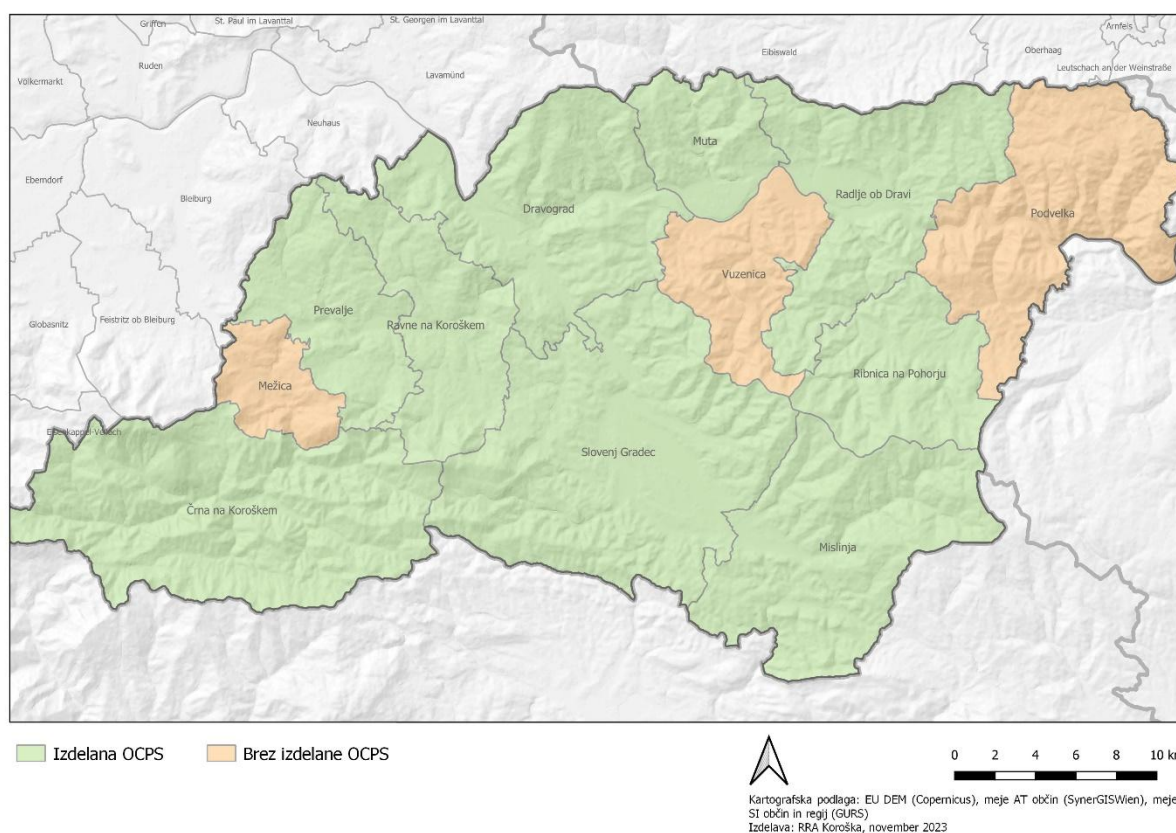 Griffen
St. Paul im Lavanttal
St. Georgen im Lavanttal
Arnfels
Ruden
Eibiswald
Oberhaag
Völkermarkt
Lavamünd
Leutschach an der Weinstraße
Neuhaus
Muta
Eberndorf
Bleiburg
Dravograd
Radlje ob Dravi
Podvelka
Vuzenica
Prevalje
Globasnitz
Feistritz ob Bleiburg
Ravne na Koroškem
Mežica
Ribnica na Pohorju
Eisenkappel-Vellach
Slovenj Gradec
Črna na Koroškem
Mislinja
Izdelana OCPS
Brez izdelane OCPS
0 2 4 6 8 10 km
Kartografska podlaga: EU DEM (Copernicus), meje AT občin (SynerGISWien), meje
SI občin in regij (GURS)
Izdelava: RRA Koroška, november 2023